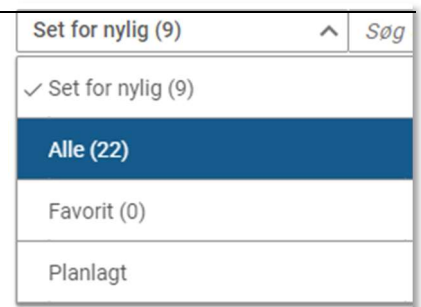 Set for nylig (9) Søg
Set for nylig (9)
Alle (22)
Favorit (0)
Planlagt